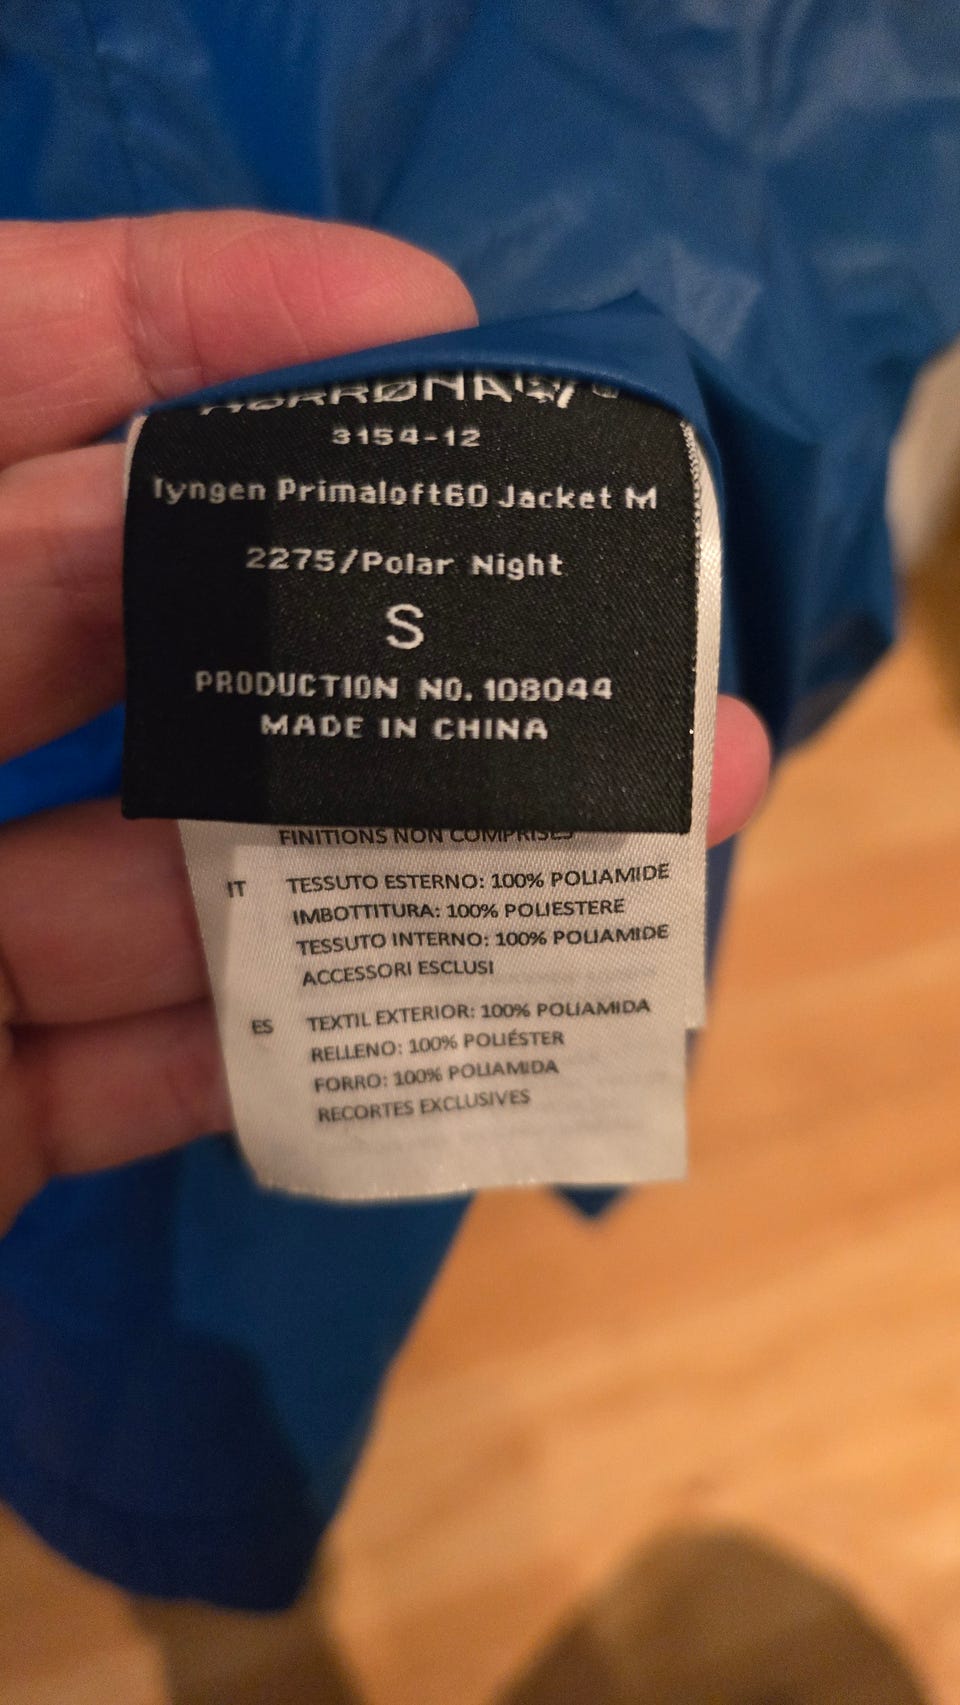 NORRØNA
3154-12
lyngen Primaloft60 Jacket M
2275/Polar Night
S
PRODUCTION NO. 108044
MADE IN CHINA
FINITIONS NON COMPRISES
IT TESSUTO ESTERNO: 100% POLIAMIDE
IMBOTTITURA: 100% POLIESTERE
TESSUTO INTERNO: 100% POLIAMIDE
ACCESSORI ESCLUSI
ES TEXTIL EXTERIOR: 100% POLIAMIDA
RELLENO: 100% POLIÉSTER
FORRO: 100% POLIAMIDA
RECORTES EXCLUSIVES